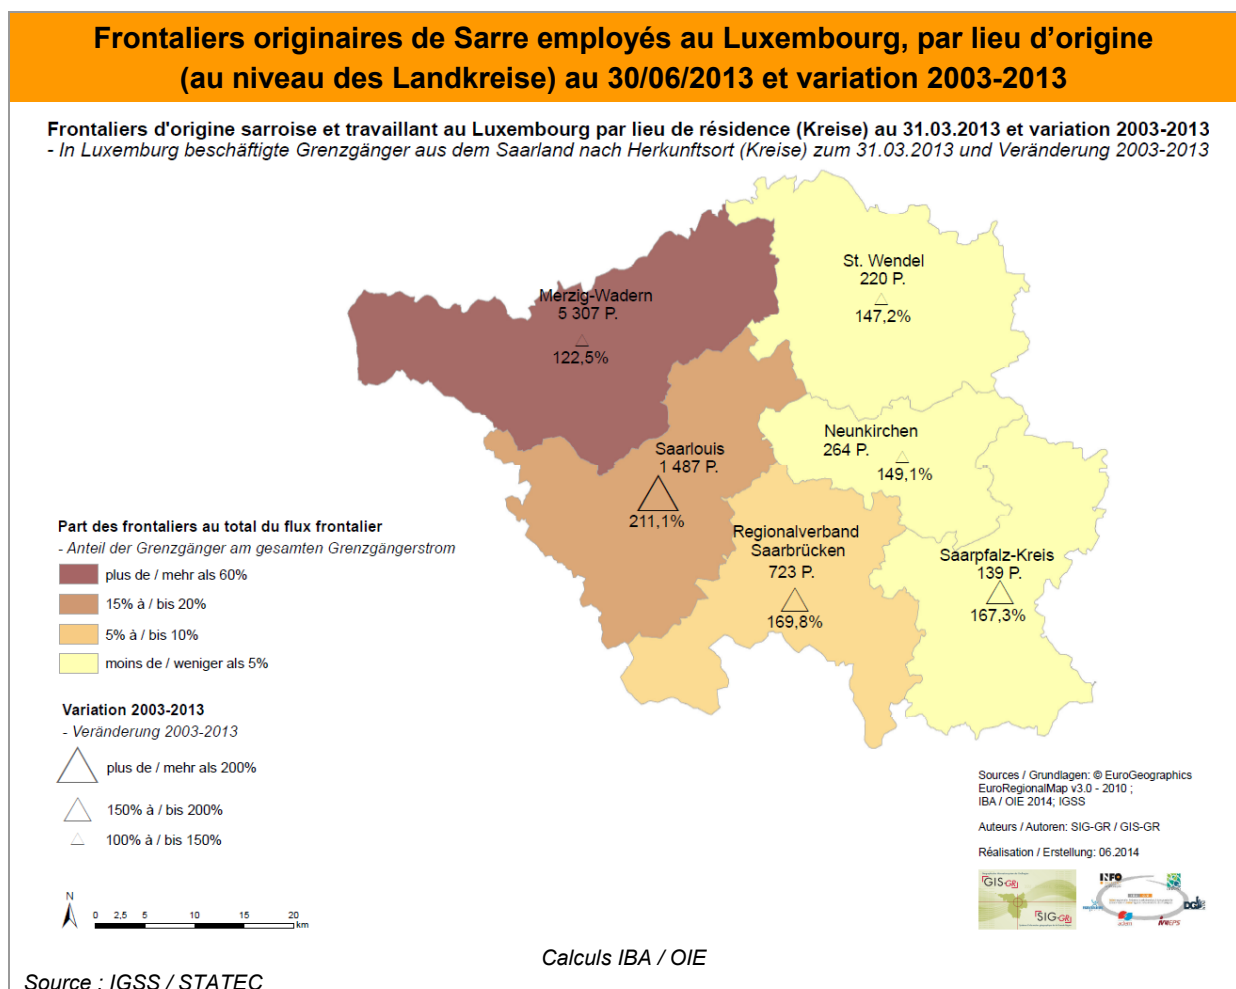 Frontaliers originaires de Sarre employés au Luxembourg, par lieu d’origine
(au niveau des Landkreise) au 30/06/2013 et variation 2003-2013
Frontaliers d'origine sarroise et travaillant au Luxembourg par lieu de résidence (Kreise) au 31.03.2013 et variation 2003-2013
- In Luxemburg beschäftigte Grenzgänger aus dem Saarland nach Herkunftsort (Kreise) zum 31.03.2013 und Veränderung 2003-2013
St. Wendel
220 P.
147,2%
Merzig-Wadern
5 307 P.
122,5%
Neunkirchen
264 P.
149,1%
Saarlouis
1 487 P.
211,1%
Regionalverband
Saarbrücken
723 P.
169,8%
Saarpfalz-Kreis
139 P.
167,3%
Part des frontaliers au total du flux frontalier
- Anteil der Grenzgänger am gesamten Grenzgängerstrom
plus de / mehr als 60%
15% à / bis 20%
5% à / bis 10%
moins de / weniger als 5%
Variation 2003-2013
- Veränderung 2003-2013
plus de / mehr als 200%
150% à / bis 200%
100% à / bis 150%
N
0 2,5 5 10 15 20
km
Sources / Grundlagen: © EuroGeographics
EuroRegionalMap v3.0 - 2010 ;
IBA / OIE 2014; IGSS
Auteurs / Autoren: SIG-GR / GIS-GR
Réalisation / Erstellung: 06.2014
GIS-GR
SIG-GR
INFO
Calculs IBA / OIE
Source : IGSS / STATEC